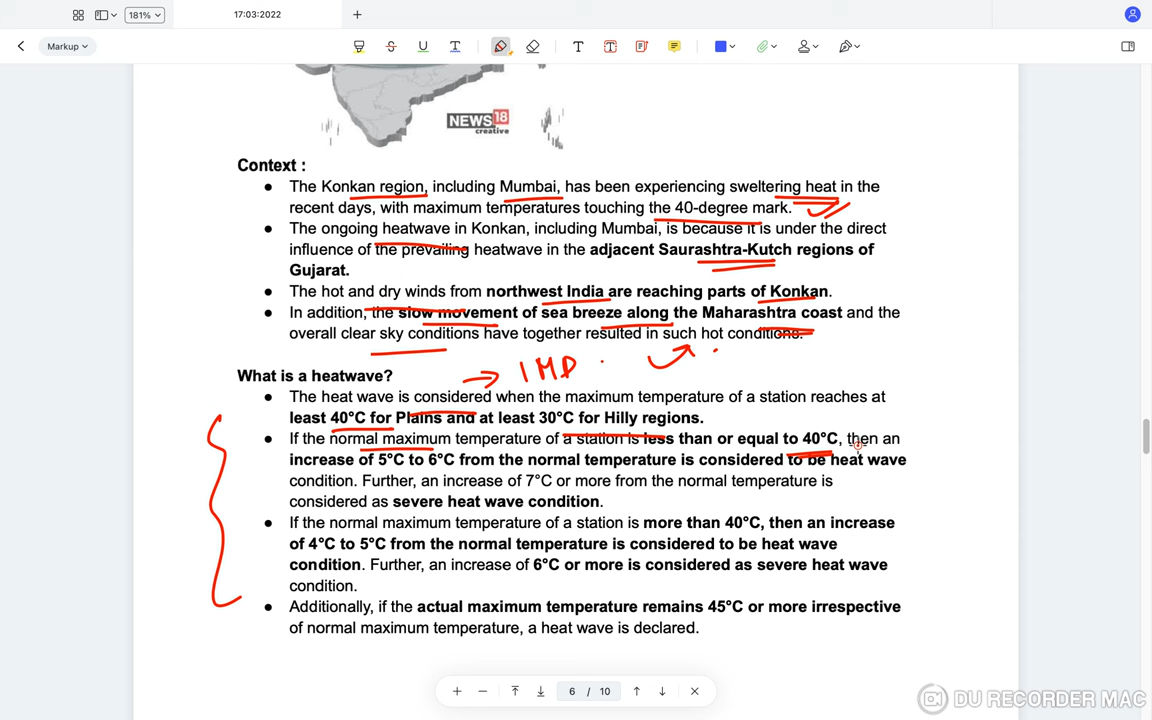 181%
17:03:2022
Markup
NEWS 18
creative
Context :
● The Konkan region, including Mumbai, has been experiencing sweltering heat in the
recent days, with maximum temperatures touching the 40-degree mark.
● The ongoing heatwave in Konkan, including Mumbai, is because it is under the direct
influence of the prevailing heatwave in the adjacent Saurashtra-Kutch regions of
Gujarat.
● The hot and dry winds from northwest India are reaching parts of Konkan.
● In addition, the slow movement of sea breeze along the Maharashtra coast and the
overall clear sky conditions have together resulted in such hot conditions.
IMD
What is a heatwave?
● The heat wave is considered when the maximum temperature of a station reaches at
least 40°C for Plains and at least 30°C for Hilly regions.
● If the normal maximum temperature of a station is less than or equal to 40°C, then an
increase of 5°C to 6°C from the normal temperature is considered to be heat wave
condition. Further, an increase of 7°C or more from the normal temperature is
considered as severe heat wave condition.
● If the normal maximum temperature of a station is more than 40°C, then an increase
of 4°C to 5°C from the normal temperature is considered to be heat wave
condition. Further, an increase of 6°C or more is considered as severe heat wave
condition.
● Additionally, if the actual maximum temperature remains 45°C or more irrespective
of normal maximum temperature, a heat wave is declared.
6 / 10
DU RECORDER MAC